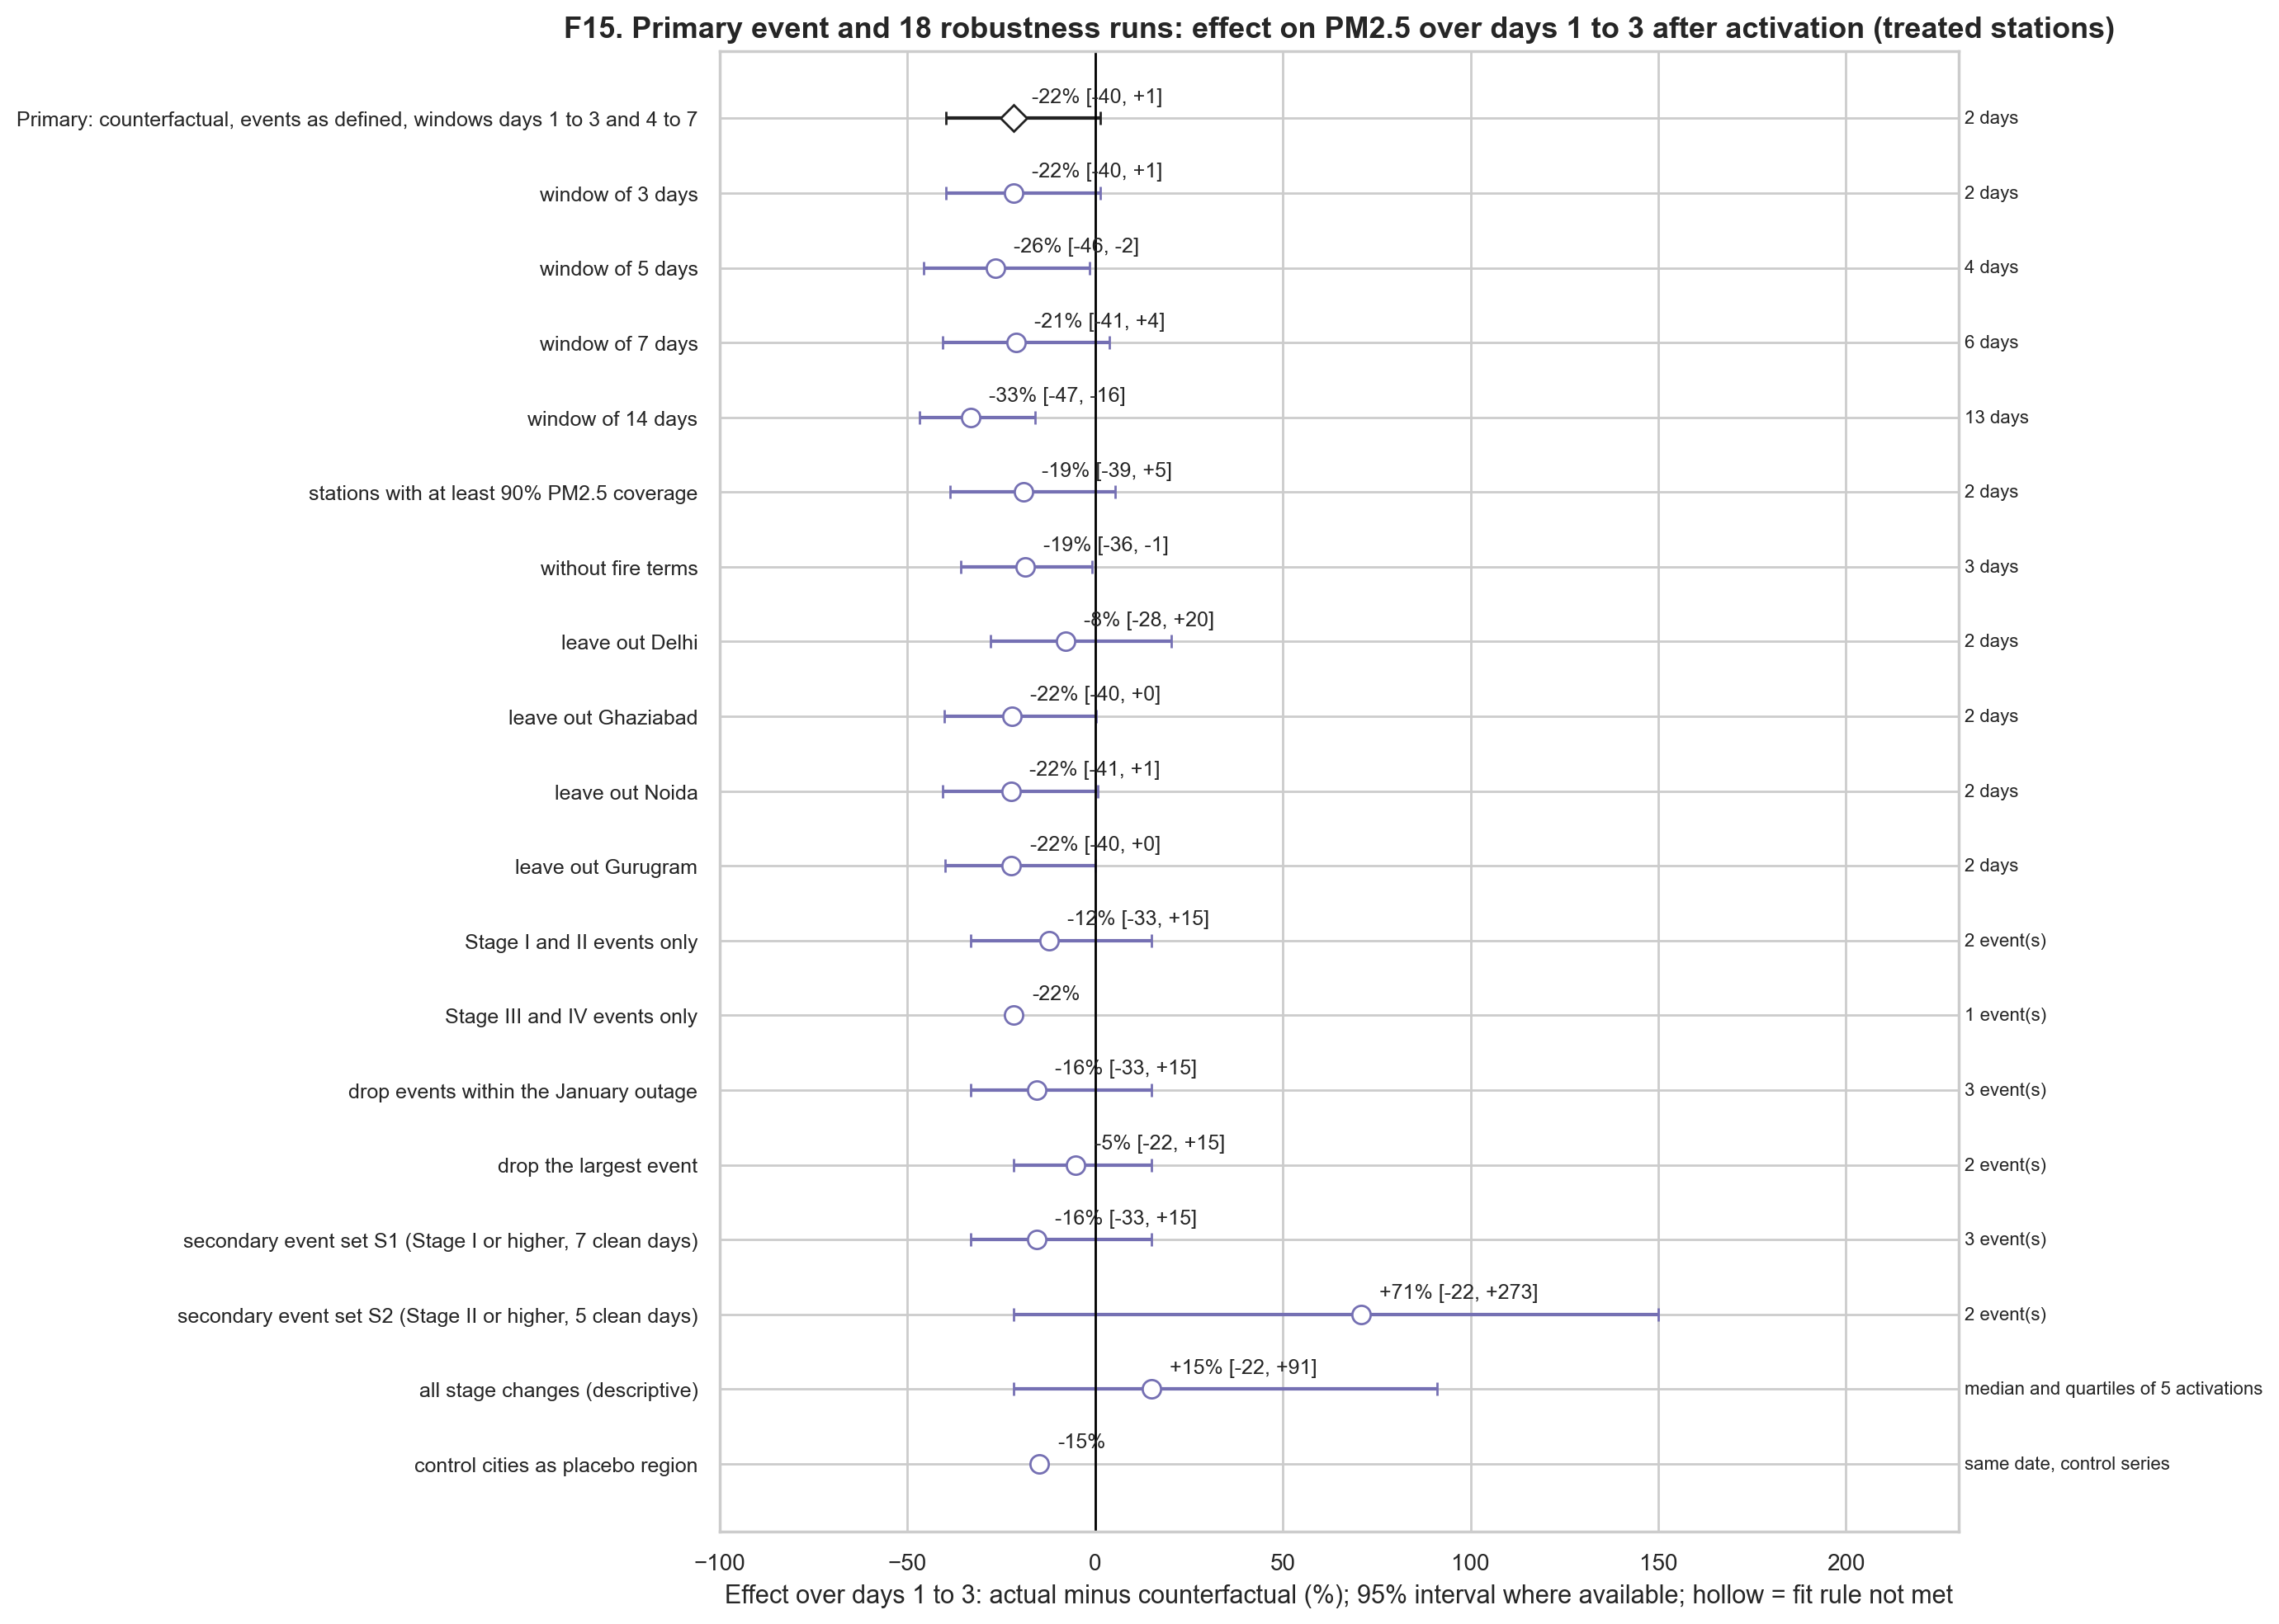 F15. Primary event and 18 robustness runs: effect on PM2.5 over days 1 to 3 after activation (treated stations)
Primary: counterfactual, events as defined, windows days 1 to 3 and 4 to 7 -22% [-40, +1] 2 days
window of 3 days -22% [-40, +1] 2 days
window of 5 days -26% [-46, -2] 4 days
window of 7 days -21% [-41, +4] 6 days
window of 14 days -33% [-47, -16] 13 days
stations with at least 90% PM2.5 coverage -19% [-39, +5] 2 days
without fire terms -19% [-36, -1] 3 days
leave out Delhi -8% [-28, +20] 2 days
leave out Ghaziabad -22% [-40, +0] 2 days
leave out Noida -22% [-41, +1] 2 days
leave out Gurugram -22% [-40, +0] 2 days
Stage I and II events only -12% [-33, +15] 2 event(s)
Stage III and IV events only -22% 1 event(s)
drop events within the January outage -16% [-33, +15] 3 event(s)
drop the largest event -5% [-22, +15] 2 event(s)
secondary event set S1 (Stage I or higher, 7 clean days) -16% [-33, +15] 3 event(s)
secondary event set S2 (Stage II or higher, 5 clean days) +71% [-22, +273] 2 event(s)
all stage changes (descriptive) +15% [-22, +91] median and quartiles of 5 activations
control cities as placebo region -15% same date, control series
−100 −50 0 50 100 150 200
Effect over days 1 to 3: actual minus counterfactual (%); 95% interval where available; hollow = fit rule not met